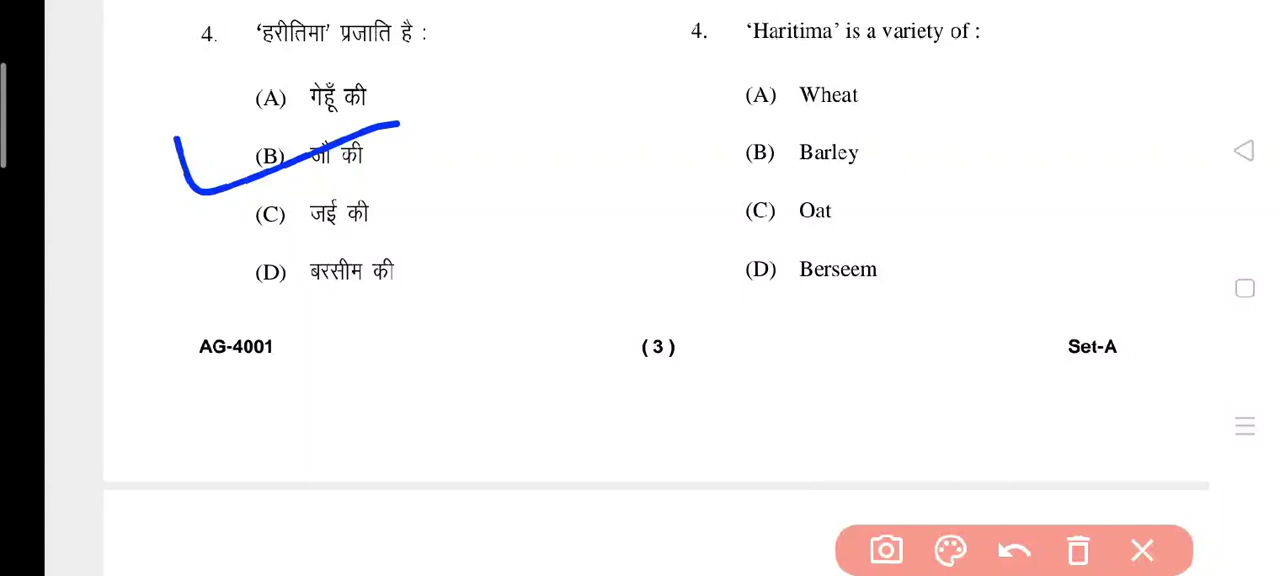 4. ‘हरीतिमा’ प्रजाति है :
(A) गेहूँ की
(B) जौ की
(C) जई की
(D) बरसीम की
4. ‘Haritima’ is a variety of :
(A) Wheat
(B) Barley
(C) Oat
(D) Berseem
AG-4001 ( 3 ) Set-A